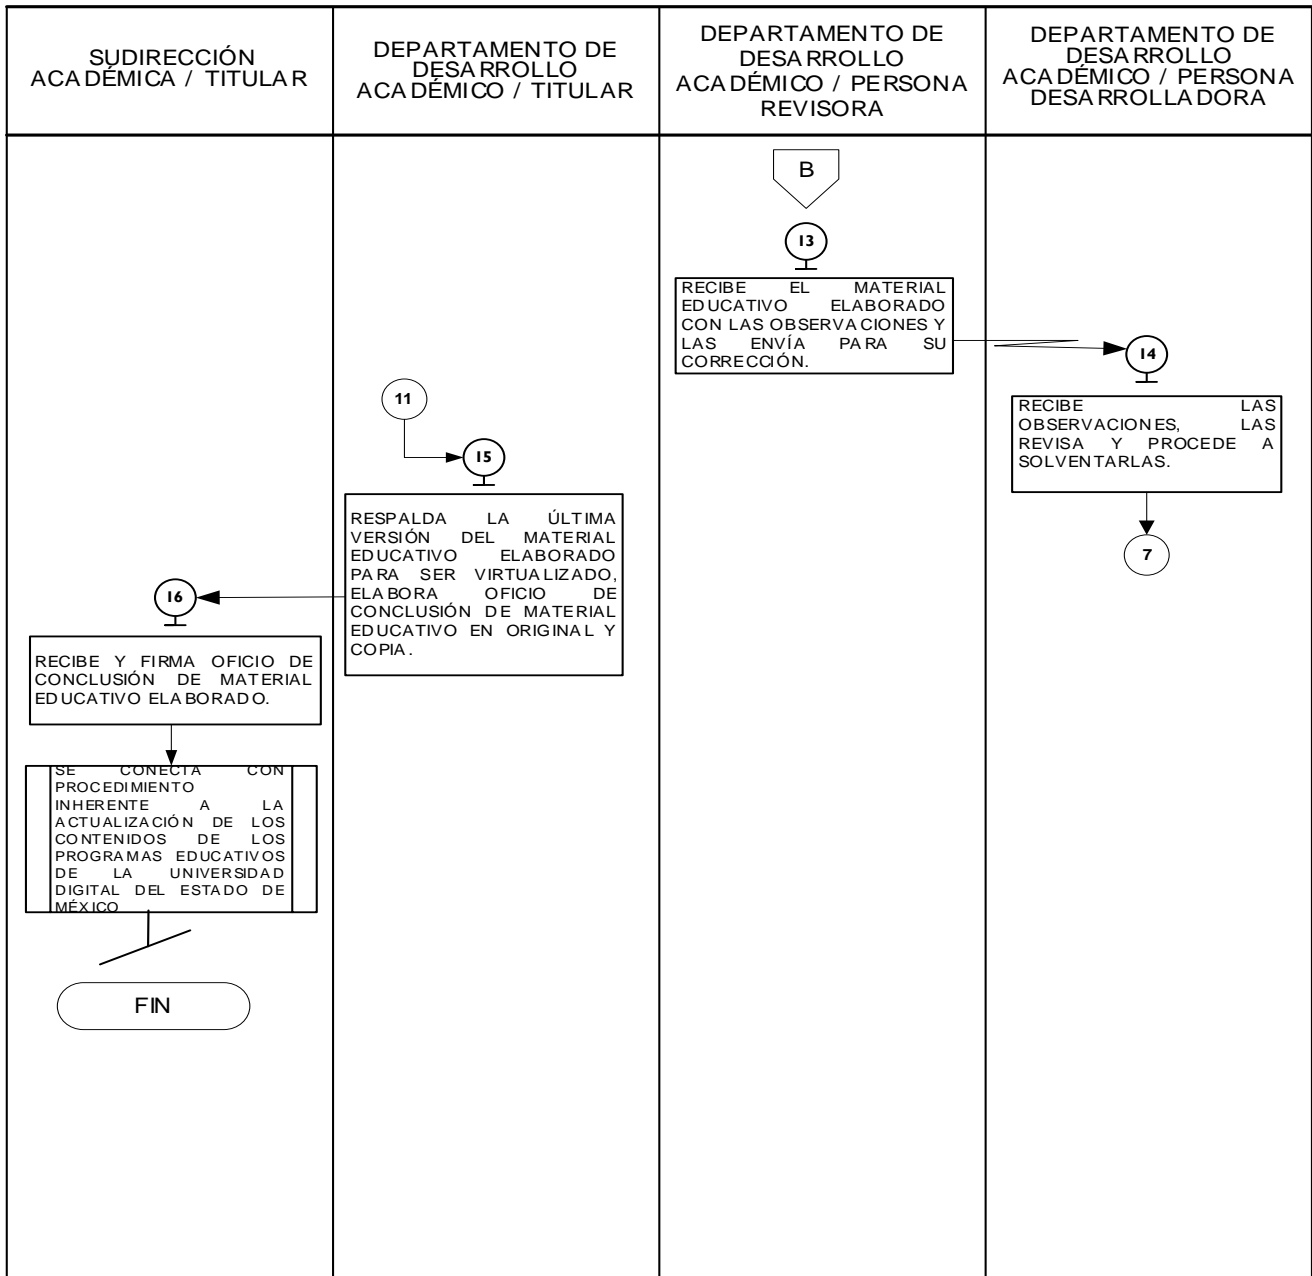 SUDIRECCIÓN
ACADÉMICA / TITULAR
DEPARTAMENTO DE
DESARROLLO
ACADÉMICO / TITULAR
DEPARTAMENTO DE
DESARROLLO
ACADÉMICO / PERSONA
REVISORA
DEPARTAMENTO DE
DESARROLLO
ACADÉMICO / PERSONA
DESARROLLADORA
B
13
RECIBE EL MATERIAL
EDUCATIVO ELABORADO
CON LAS OBSERVACIONES Y
LAS ENVÍA PARA SU
CORRECCIÓN.
14
RECIBE LAS
OBSERVACIONES, LAS
REVISA Y PROCEDE A
SOLVENTARLAS.
7
11
15
RESPALDA LA ÚLTIMA
VERSIÓN DEL MATERIAL
EDUCATIVO ELABORADO
PARA SER VIRTUALIZADO,
ELABORA OFICIO DE
CONCLUSIÓN DE MATERIAL
EDUCATIVO EN ORIGINAL Y
COPIA.
16
RECIBE Y FIRMA OFICIO DE
CONCLUSIÓN DE MATERIAL
EDUCATIVO ELABORADO.
SE CONECTA CON
PROCEDIMIENTO
INHERENTE A LA
ACTUALIZACIÓN DE LOS
CONTENIDOS DE LOS
PROGRAMAS EDUCATIVOS
DE LA UNIVERSIDAD
DIGITAL DEL ESTADO DE
MÉXICO
FIN